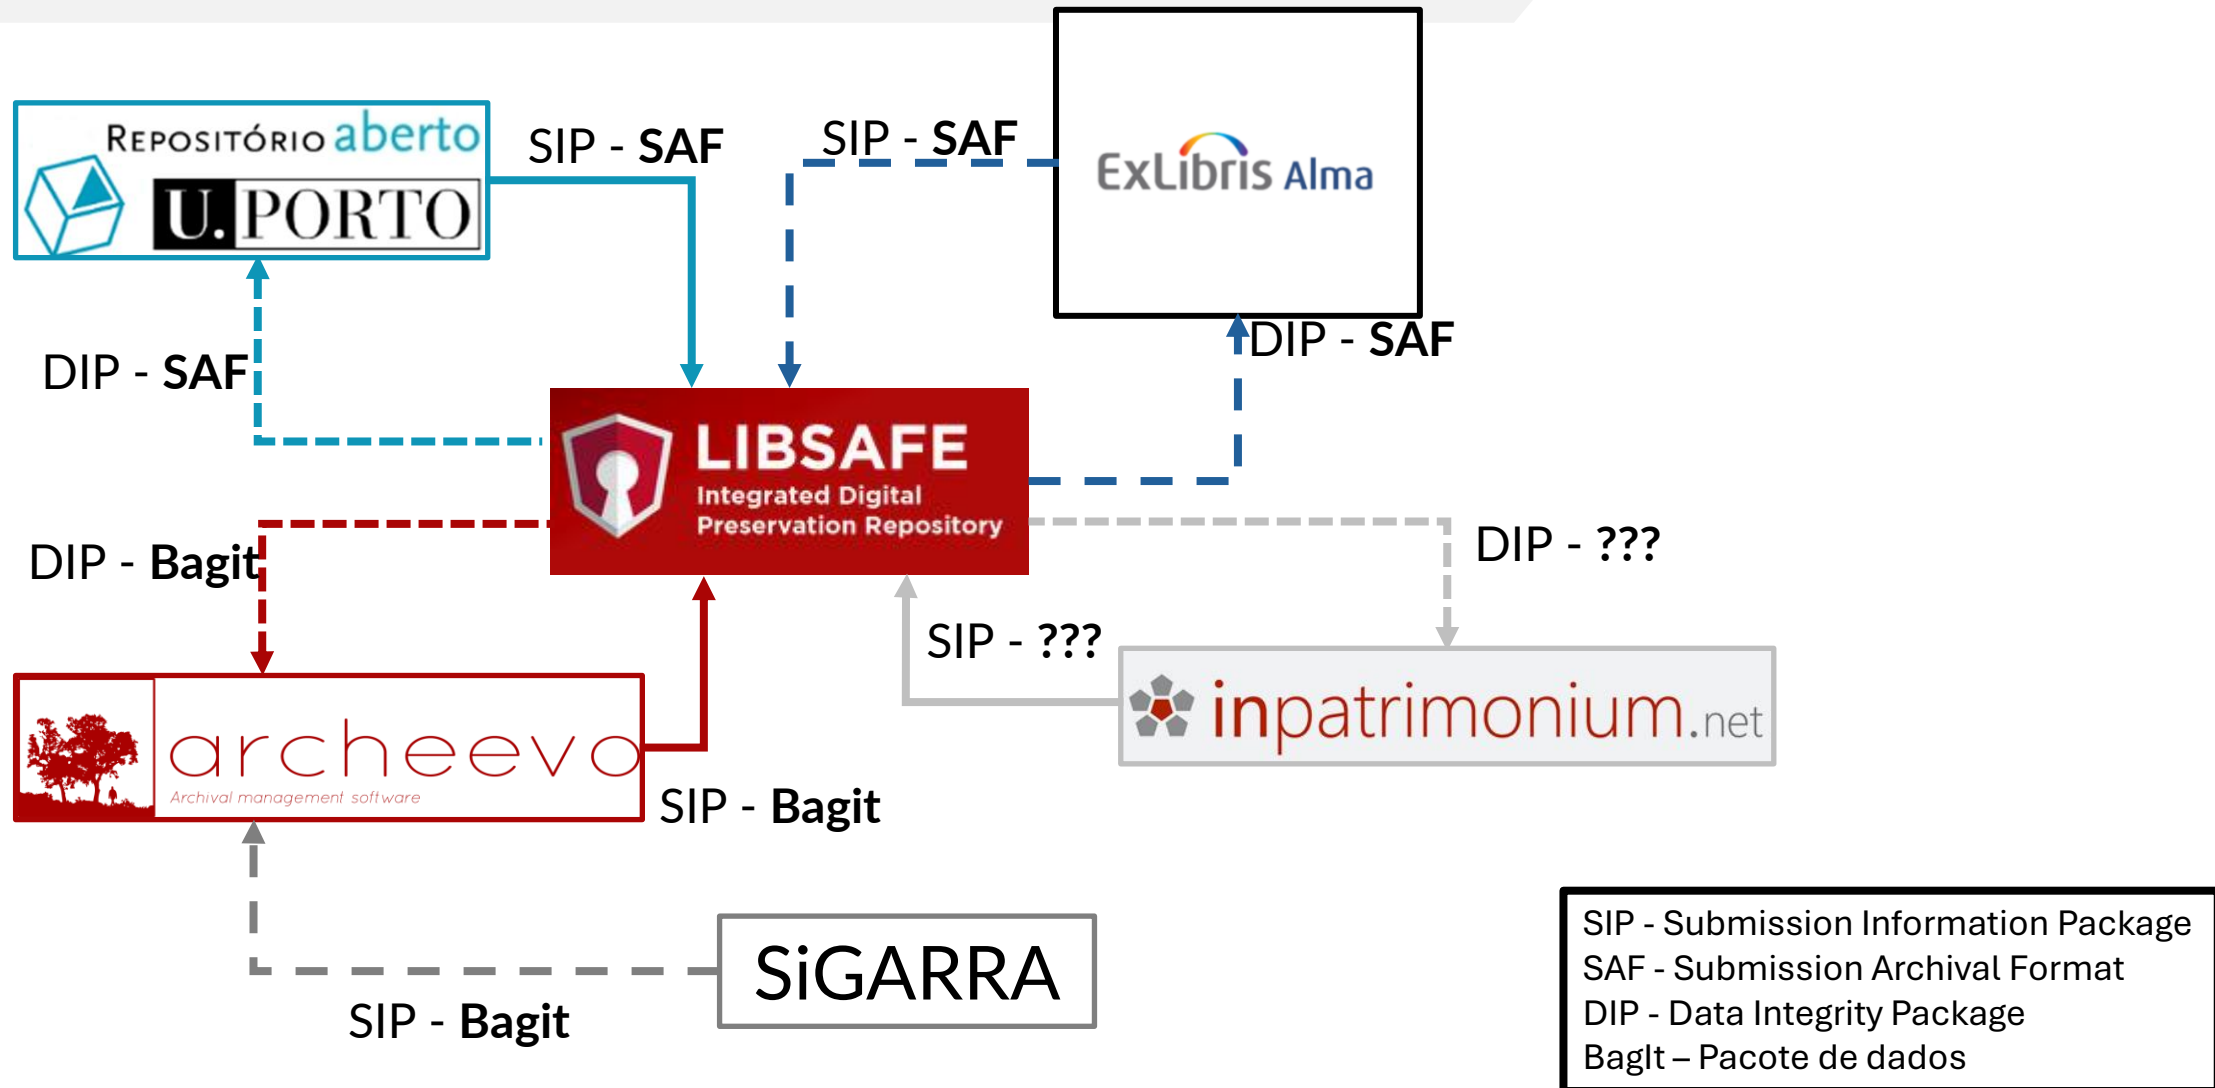 REPOSITÓRIO aberto
U.PORTO
SIP - SAF
SIP - SAF
ExLibris Alma
DIP - SAF
DIP - SAF
LIBSAFE
Integrated Digital
Preservation Repository
DIP - Bagit
DIP - ???
SIP - ???
inpatrimonium.net
archeevo
Archival management software
SIP - Bagit
SiGARRA
SIP - Bagit
SIP - Submission Information Package
SAF - Submission Archival Format
DIP - Data Integrity Package
BagIt – Pacote de dados